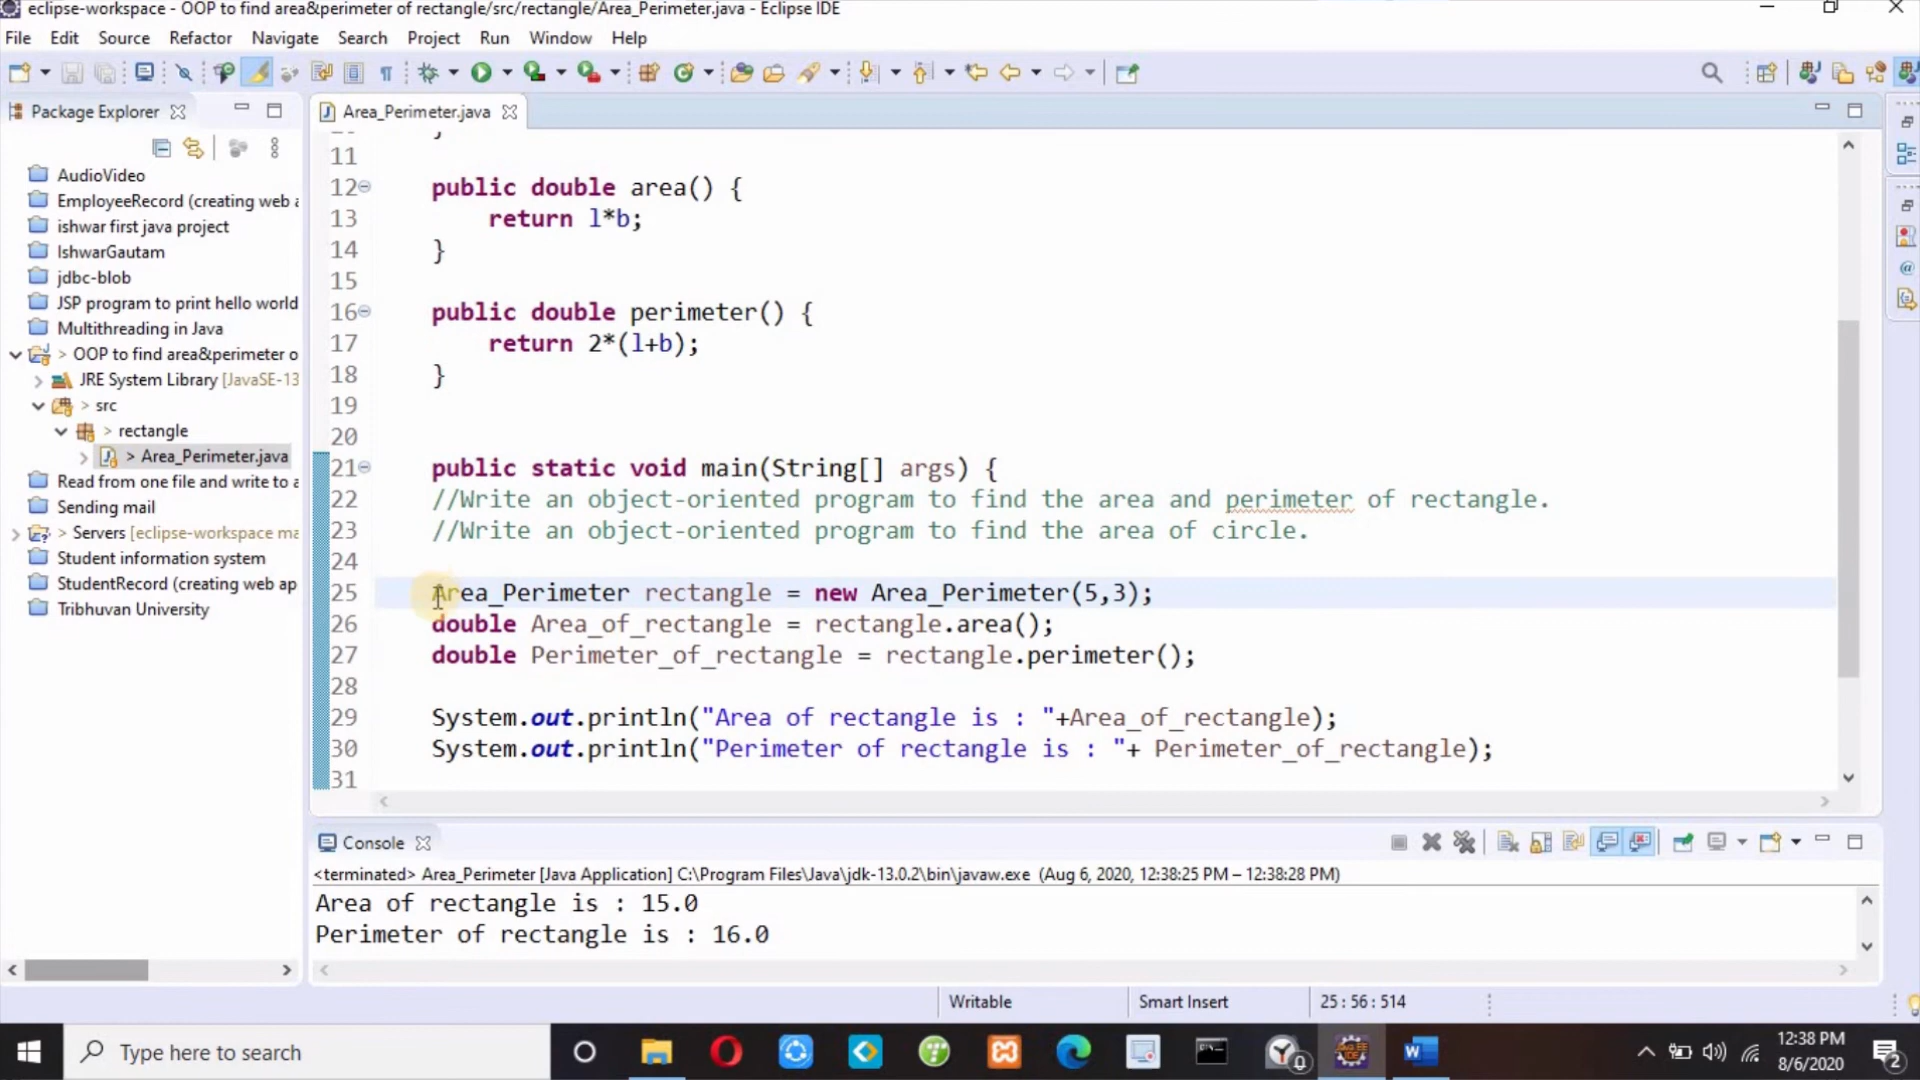 eclipse-workspace - OOP to find area&perimeter of rectangle/src/rectangle/Area_Perimeter.java - Eclipse IDE
File Edit Source Refactor Navigate Search Project Run Window Help
Package Explorer
Area_Perimeter.java
AudioVideo
EmployeeRecord (creating web a
ishwar first java project
IshwarGautam
jdbc-blob
JSP program to print hello world
Multithreading in Java
> OOP to find area&perimeter o
JRE System Library [JavaSE-13
> src
> rectangle
> Area_Perimeter.java
Read from one file and write to a
Sending mail
> Servers [eclipse-workspace ma
Student information system
StudentRecord (creating web ap
Tribhuvan University
}
11
12 public double area() {
13 return l*b;
14 }
15
16 public double perimeter() {
17 return 2*(l+b);
18 }
19
20
21 public static void main(String[] args) {
22 //Write an object-oriented program to find the area and perimeter of rectangle.
23 //Write an object-oriented program to find the area of circle.
24
25 Area_Perimeter rectangle = new Area_Perimeter(5,3);
26 double Area_of_rectangle = rectangle.area();
27 double Perimeter_of_rectangle = rectangle.perimeter();
28
29 System.out.println("Area of rectangle is : "+Area_of_rectangle);
30 System.out.println("Perimeter of rectangle is : "+ Perimeter_of_rectangle);
31
Console
<terminated> Area_Perimeter [Java Application] C:\Program Files\Java\jdk-13.0.2\bin\javaw.exe (Aug 6, 2020, 12:38:25 PM – 12:38:28 PM)
Area of rectangle is : 15.0
Perimeter of rectangle is : 16.0
Writable Smart Insert 25 : 56 : 514
Type here to search
12:38 PM
8/6/2020
2